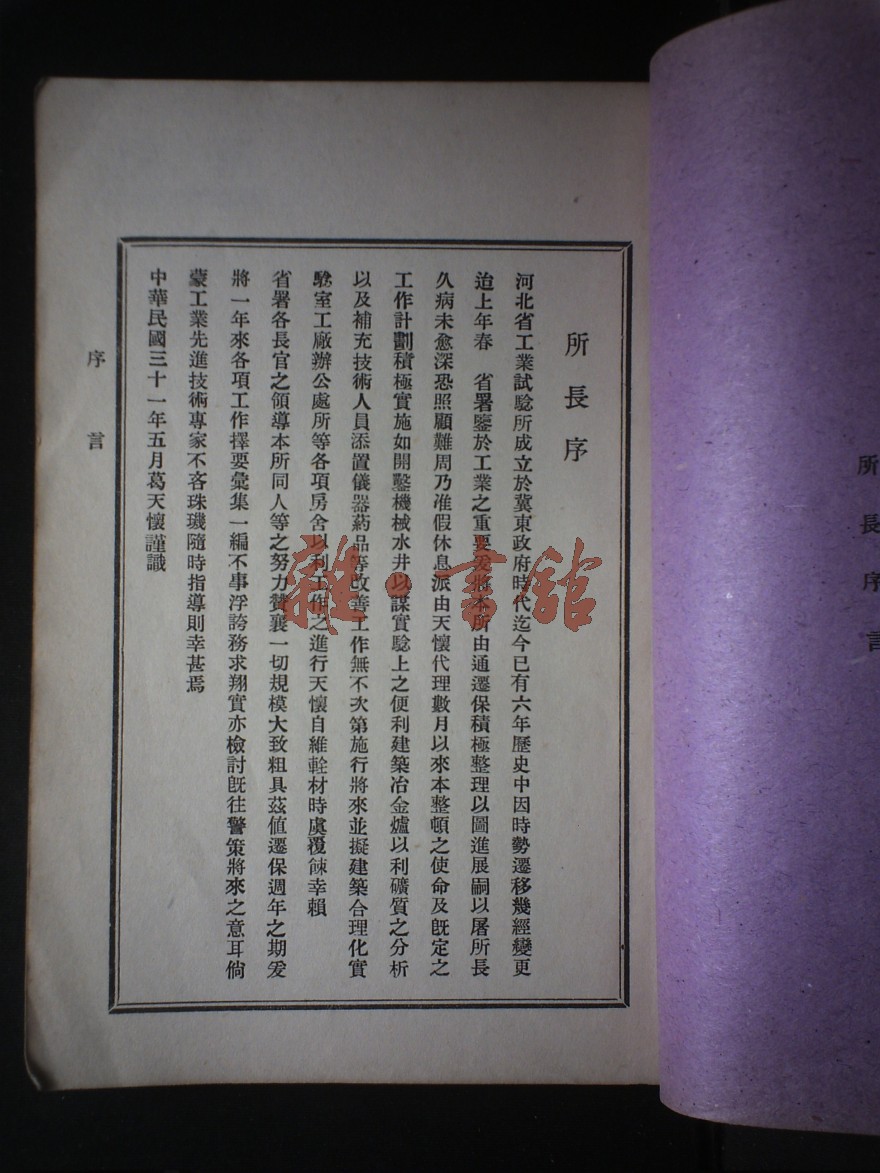 所長序言
所長序
河北省工業試驗所成立於冀東政府時代迄今已有六年歷史中因時勢遷移幾經變更
迨上年春　省署鑒於工業之重要爰將本所由通遷保積極整理以圖進展嗣以屠所長
久病未愈深恐照顧難周乃准假休息派由天懷代理數月以來本整頓之使命及既定之
工作計劃積極實施如開鑿機械水井以謀實驗上之便利建築冶金爐以利礦質之分析
以及補充技術人員添置儀器葯品等改善工作無不次第施行將來並擬建築合理化實
驗室工廠辦公處所等各項房舍以利工作之進行天懷自維輇材時虞覆餗幸賴
省署各長官之領導本所同人等之努力贊襄一切規模大致粗具茲值遷保週年之期爰
將一年來各項工作擇要彙集一編不事浮誇務求翔實亦檢討既往警策將來之意耳倘
蒙工業先進技術專家不吝珠璣隨時指導則幸甚焉
中華民國三十一年五月葛天懷謹識
序言
雜·書館